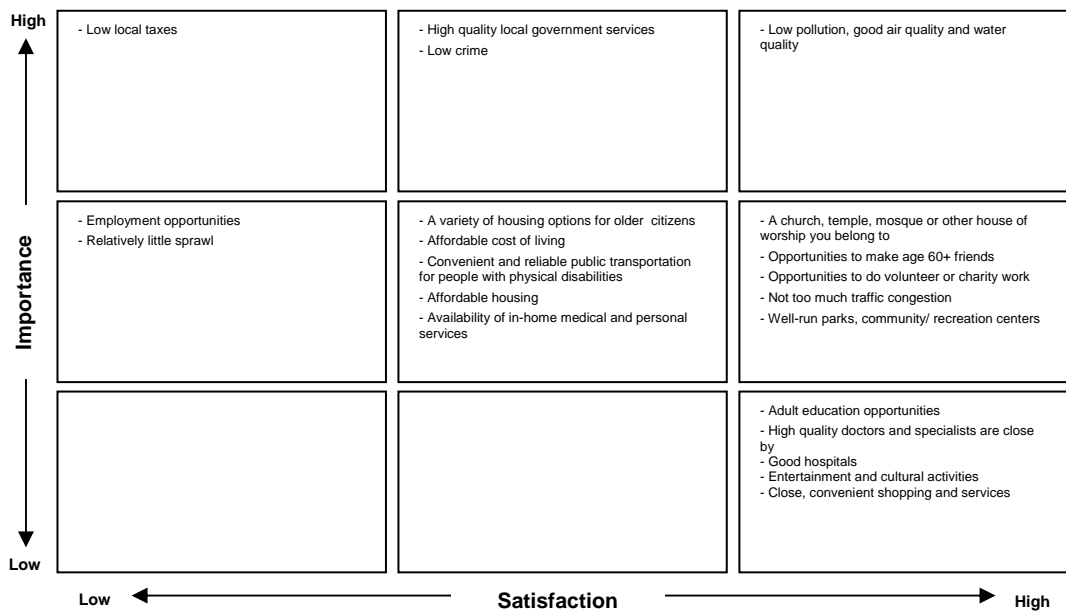 High
- Low local taxes
- High quality local government services
- Low crime
- Low pollution, good air quality and water
quality
Importance
- Employment opportunities
- Relatively little sprawl
- A variety of housing options for older citizens
- Affordable cost of living
- Convenient and reliable public transportation
for people with physical disabilities
- Affordable housing
- Availability of in-home medical and personal
services
- A church, temple, mosque or other house of
worship you belong to
- Opportunities to make age 60+ friends
- Opportunities to do volunteer or charity work
- Not too much traffic congestion
- Well-run parks, community/ recreation centers
- Adult education opportunities
- High quality doctors and specialists are close
by
- Good hospitals
- Entertainment and cultural activities
- Close, convenient shopping and services
Low
Low
Satisfaction
High